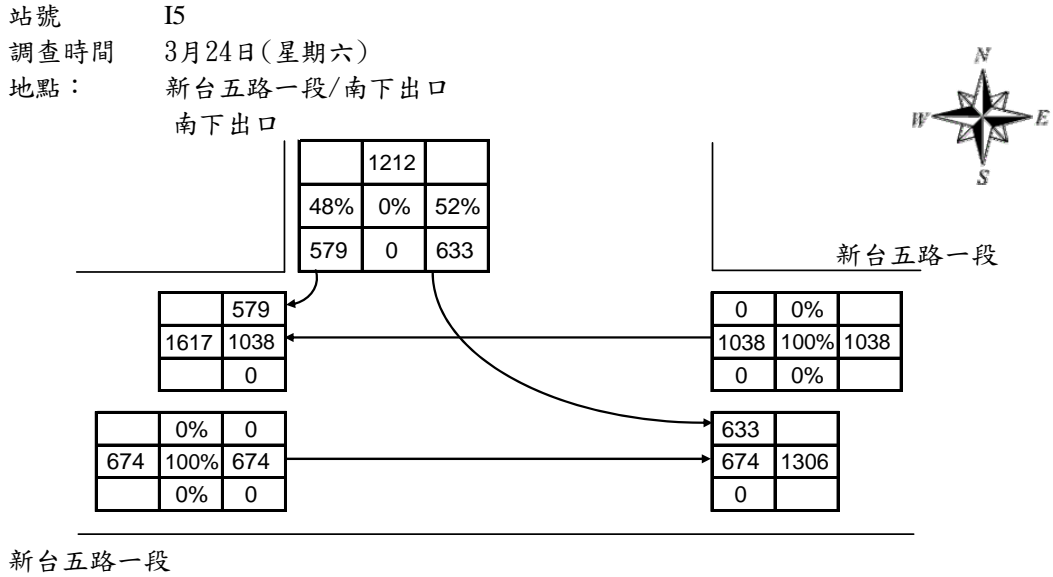 站號 I5
調查時間 3月24日(星期六)
地點： 新台五路一段/南下出口
南下出口
N
W E
S
1212
48% 0% 52%
579 0 633
新台五路一段
579
1617 1038
0
0 0%
1038 100% 1038
0 0%
0% 0
674 100% 674
0% 0
633
674 1306
0
新台五路一段